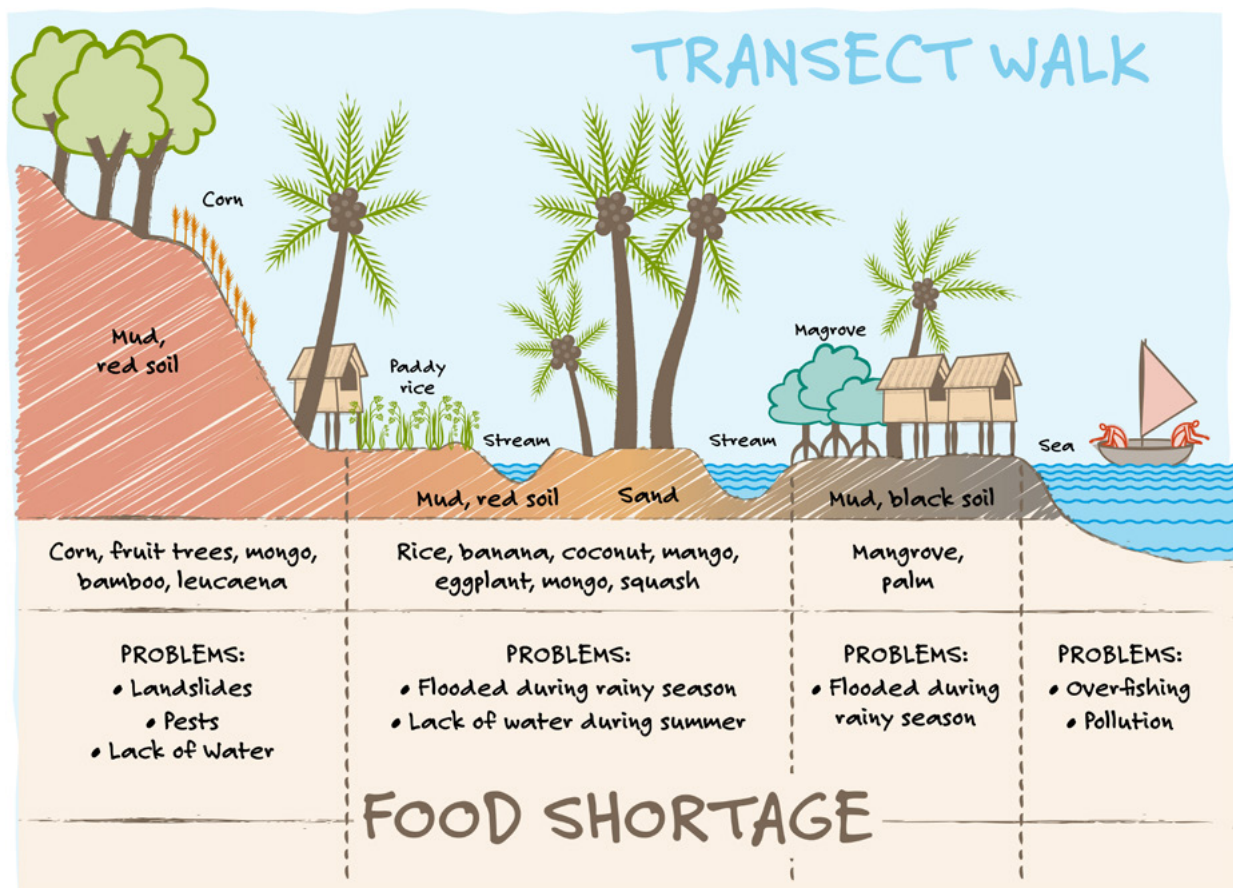 TRANSECT WALK
Corn
Mud,
red soil
Paddy
rice
Stream
Magrove
Stream
Sea
Mud, red soil
Sand
Mud, black soil
Corn, fruit trees, mongo,
bamboo, leucaena
Rice, banana, coconut, mango,
eggplant, mongo, squash
Mangrove,
palm
PROBLEMS:
• Landslides
• Pests
• Lack of Water
PROBLEMS:
• Flooded during rainy season
• Lack of water during summer
PROBLEMS:
• Flooded during
rainy season
PROBLEMS:
• Overfishing
• Pollution
FOOD SHORTAGE